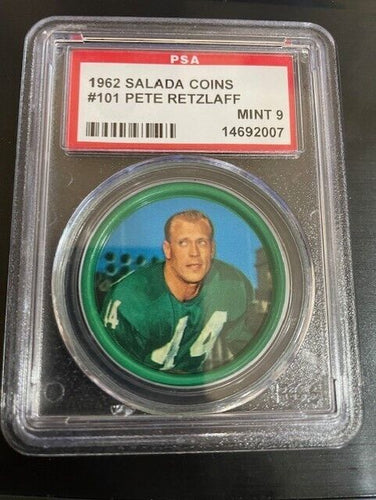 PSA
1962 SALADA COINS
#101 PETE RETZLAFF
MINT 9
14692007
44